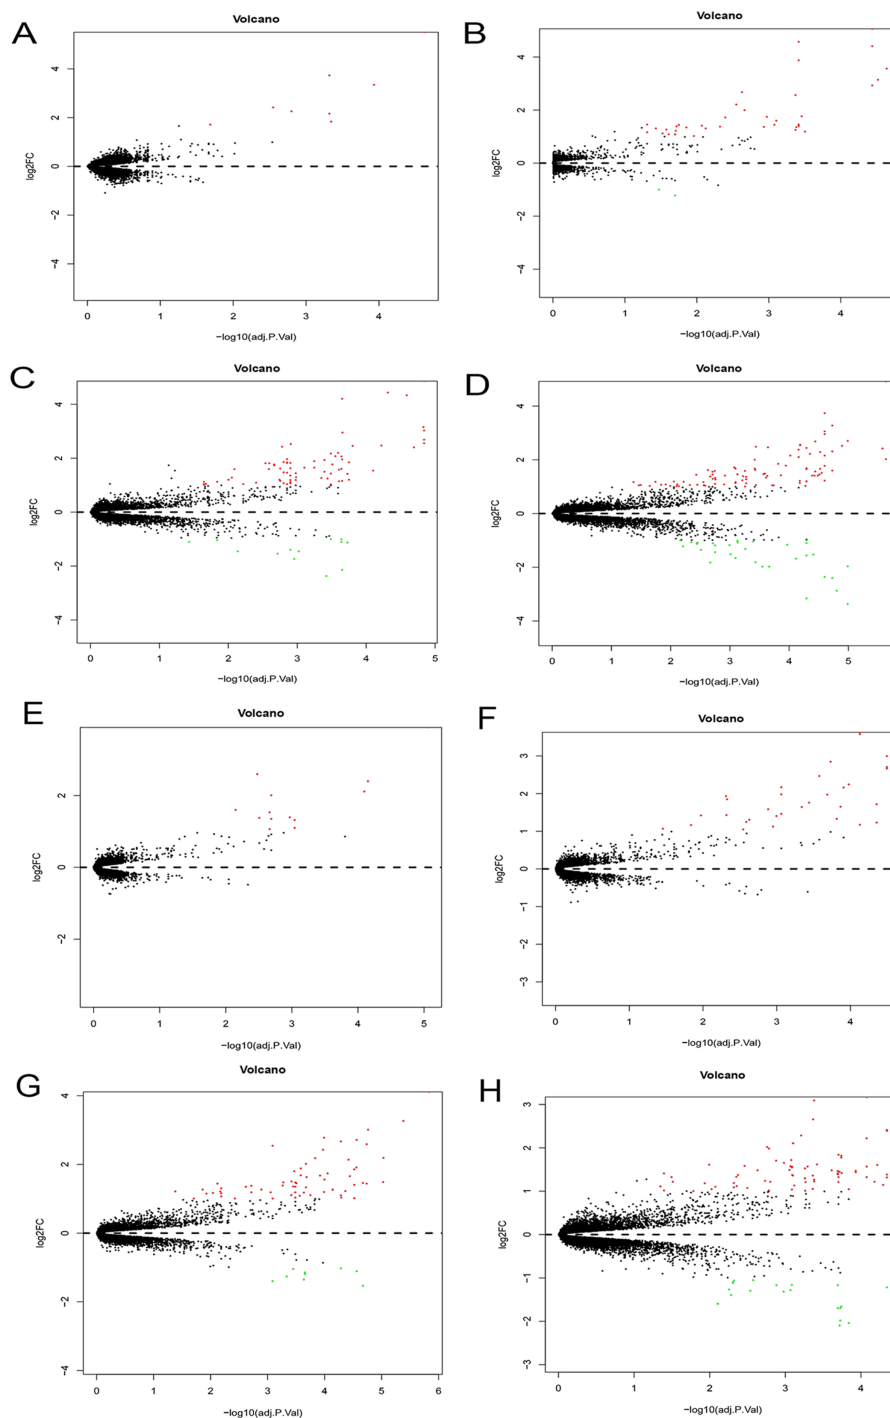 A
Volcano
4
2
0
-2
-4
log2FC
0 1 2 3 4
-log10(adj.P.Val)
B
Volcano
4
2
0
-2
-4
log2FC
0 1 2 3 4
-log10(adj.P.Val)
C
Volcano
4
2
0
-2
-4
log2FC
0 1 2 3 4 5
-log10(adj.P.Val)
D
Volcano
4
2
0
-2
-4
log2FC
0 1 2 3 4 5
-log10(adj.P.Val)
E
Volcano
2
0
-2
log2FC
0 1 2 3 4 5
-log10(adj.P.Val)
F
Volcano
3
2
1
0
-1
-2
-3
log2FC
0 1 2 3 4
-log10(adj.P.Val)
G
Volcano
4
2
0
-2
-4
log2FC
0 1 2 3 4 5 6
-log10(adj.P.Val)
H
Volcano
3
2
1
0
-1
-2
-3
log2FC
0 1 2 3 4
-log10(adj.P.Val)